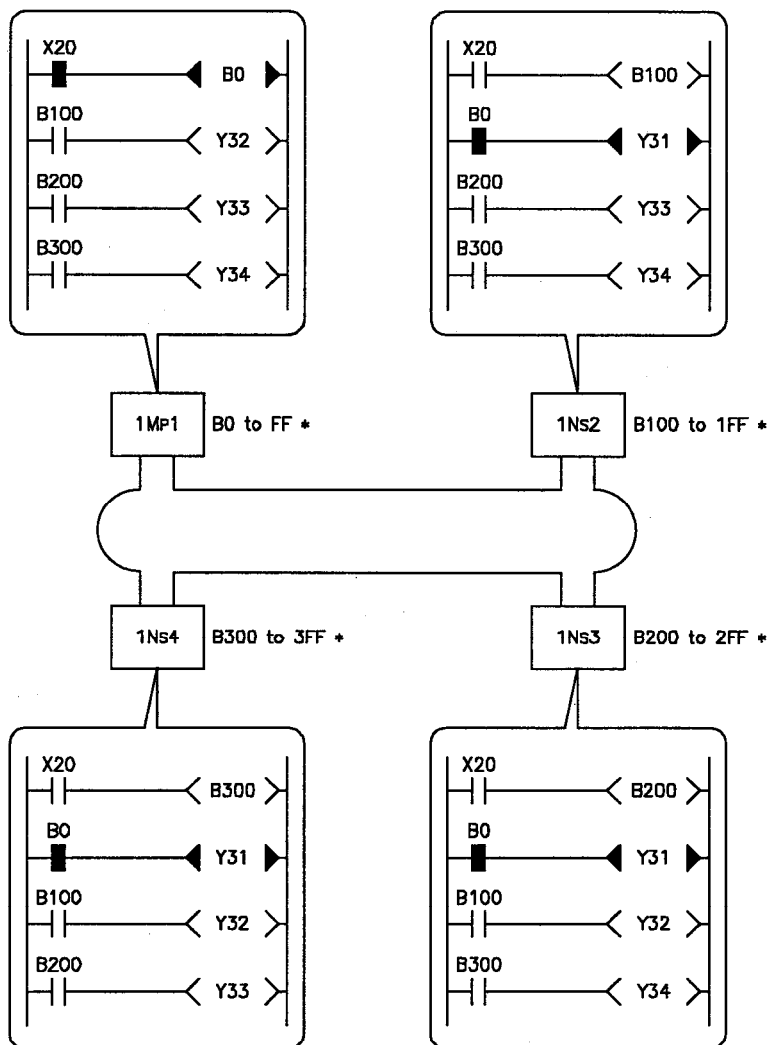 X20
B0
B100
Y32
B200
Y33
B300
Y34
X20
B100
B0
Y31
B200
Y33
B300
Y34
1MP1
B0 to FF *
1NS2
B100 to 1FF *
1NS4
B300 to 3FF *
1NS3
B200 to 2FF *
X20
B300
B0
Y31
B100
Y32
B200
Y33
X20
B200
B0
Y31
B100
Y32
B300
Y34